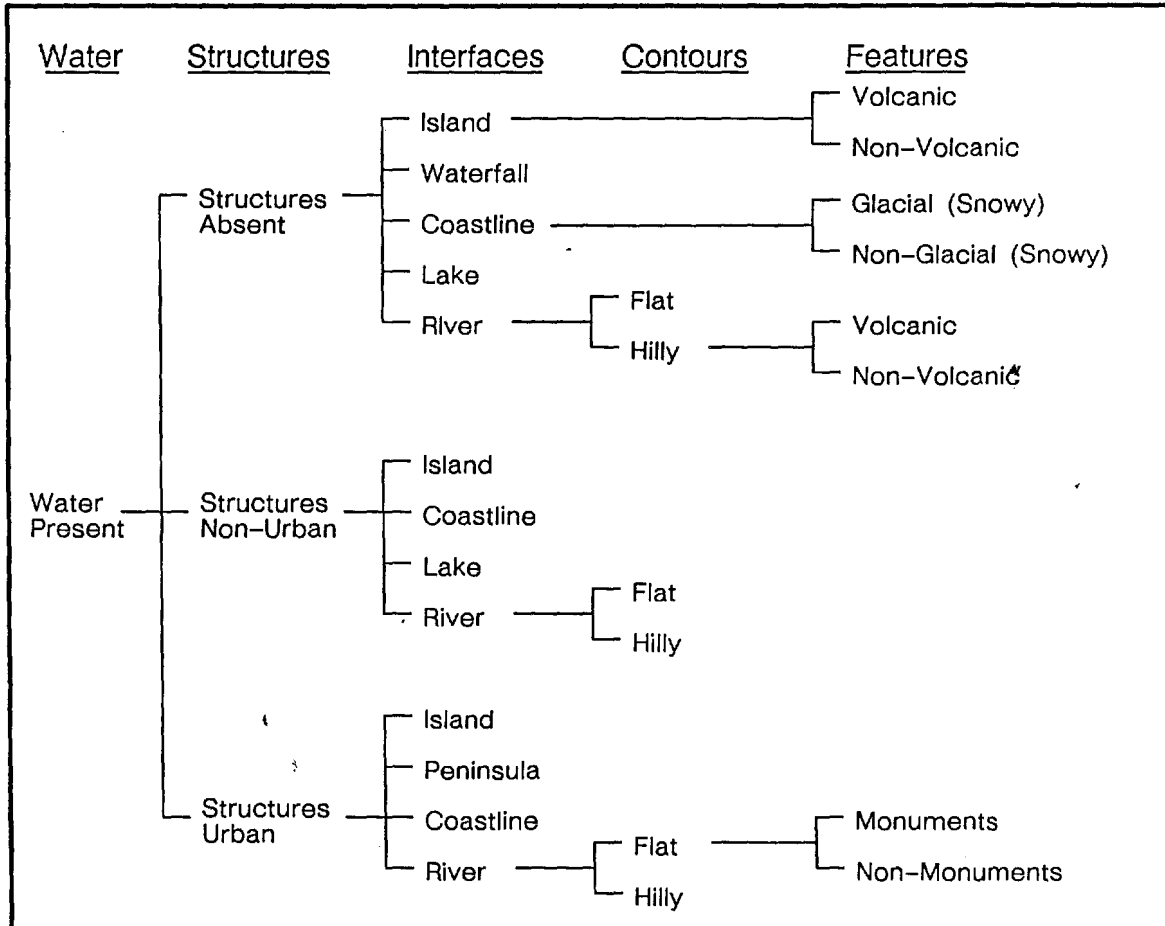 Water Structures Interfaces Contours Features
Volcanic
Island
Non-Volcanic
Waterfall
Structures
Absent
Glacial (Snowy)
Coastline
Non-Glacial (Snowy)
Lake
Flat
River
Volcanic
Hilly
Non-Volcanic
Island
Water
Present
Structures
Non-Urban
Coastline
Lake
Flat
River
Hilly
Island
Peninsula
Structures
Urban
Coastline
Monuments
Flat
River
Non-Monuments
Hilly